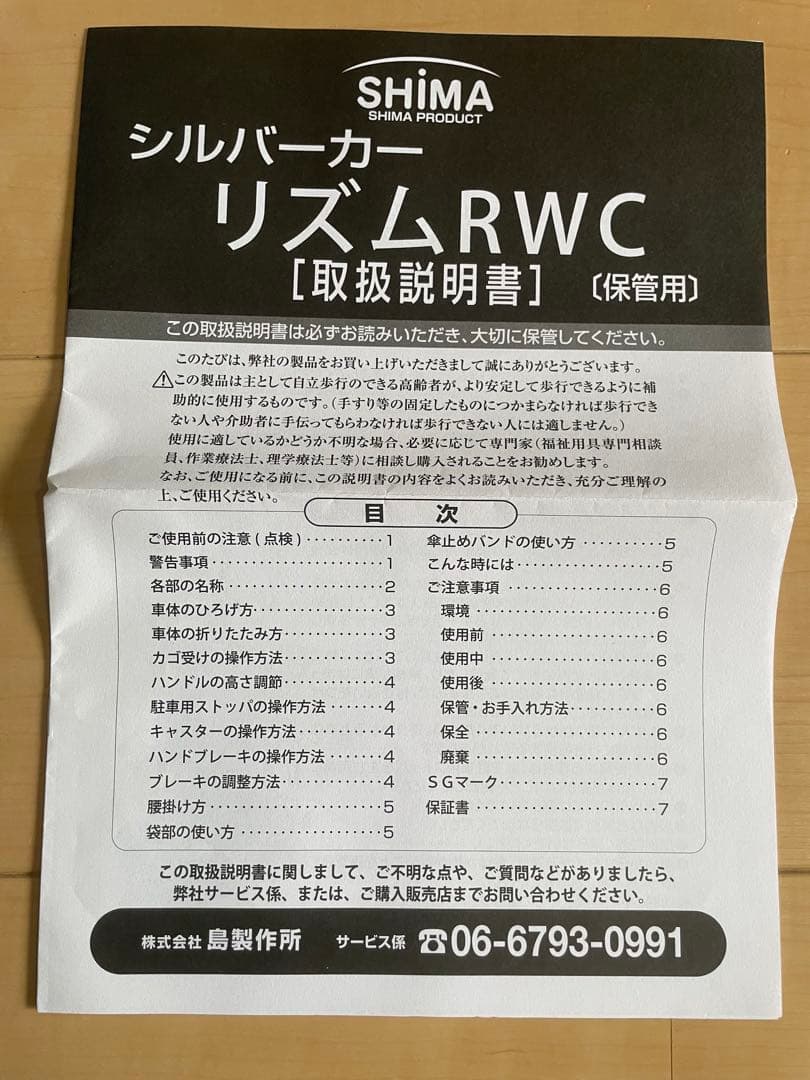 SHiMA
SHIMA PRODUCT
シルバーカー
リズムRWC
［取扱説明書］〔保管用〕
この取扱説明書は必ずお読みいただき、大切に保管してください。
このたびは、弊社の製品をお買い上げいただきまして誠にありがとうございます。
⚠この製品は主として自立歩行のできる高齢者が、より安定して歩行できるように補
助的に使用するものです。（手すり等の固定したものにつかまらなければ歩行でき
ない人や介助者に手伝ってもらわなければ歩行できない人には適しません。）
使用に適しているかどうか不明な場合、必要に応じて専門家（福祉用具専門相談
員、作業療法士、理学療法士等）に相談し購入されることをお勧めします。
なお、ご使用になる前に、この説明書の内容をよくお読みいただき、充分ご理解の
上、ご使用ください。
目 次
ご使用前の注意(点検)··········1
警告事項·······················1
各部の名称·····················2
車体のひろげ方·················3
車体の折りたたみ方·············3
カゴ受けの操作方法·············3
ハンドルの高さ調節·············4
駐車用ストッパの操作方法·······4
キャスターの操作方法···········4
ハンドブレーキの操作方法·······4
ブレーキの調整方法·············4
腰掛け方·······················5
袋部の使い方···················5
傘止めバンドの使い方··········5
こんな時には·················5
ご注意事項···················6
環境·······················6
使用前·····················6
使用中·····················6
使用後·····················6
保管・お手入れ方法···········6
保全·······················6
廃棄·······················6
ＳＧマーク···················7
保証書·······················7
この取扱説明書に関しまして、ご不明な点や、ご質問などがありましたら、
弊社サービス係、または、ご購入販売店までお問い合わせください。
株式会社 島製作所 サービス係 ☎06-6793-0991